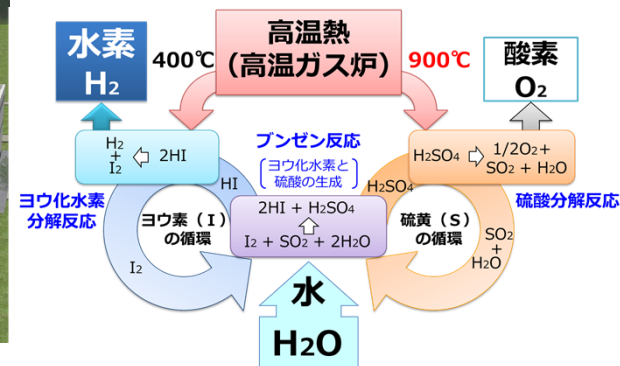 高温熱
(高温ガス炉)
水素
H2
400℃
900℃
酸素
O2
H2
+
I2
2HI
ブンゼン反応
ヨウ化水素と
硫酸の生成
H2SO4
1/2O2+
SO2 + H2O
ヨウ化水素
分解反応
HI
H2SO4
硫酸分解反応
ヨウ素(I)
の循環
2HI + H2SO4
I2 + SO2 + 2H2O
硫黄(S)
の循環
I2
SO2
+
H2O
水
H2O